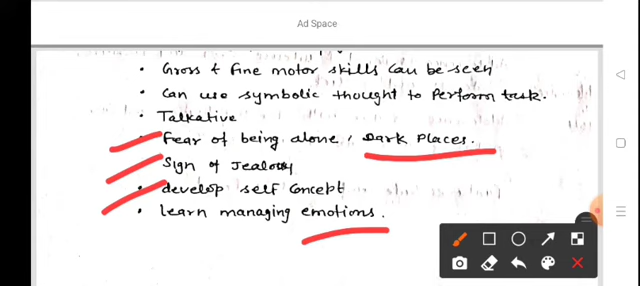 Ad Space
• Gross & fine motor skills can be seen
• Can use symbolic thought to Perform task.
• Talkative
• Fear of being alone, Dark Places.
Sign of Jealousy
• develop self concept
• Learn managing emotions.